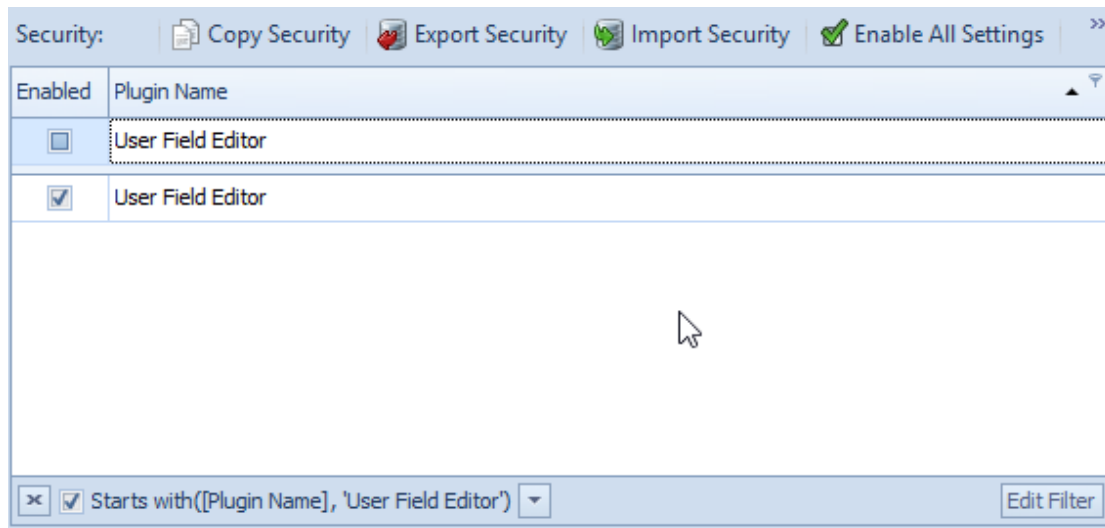 Security: Copy Security Export Security Import Security Enable All Settings »
Enabled Plugin Name
User Field Editor
User Field Editor
Starts with([Plugin Name], 'User Field Editor') Edit Filter